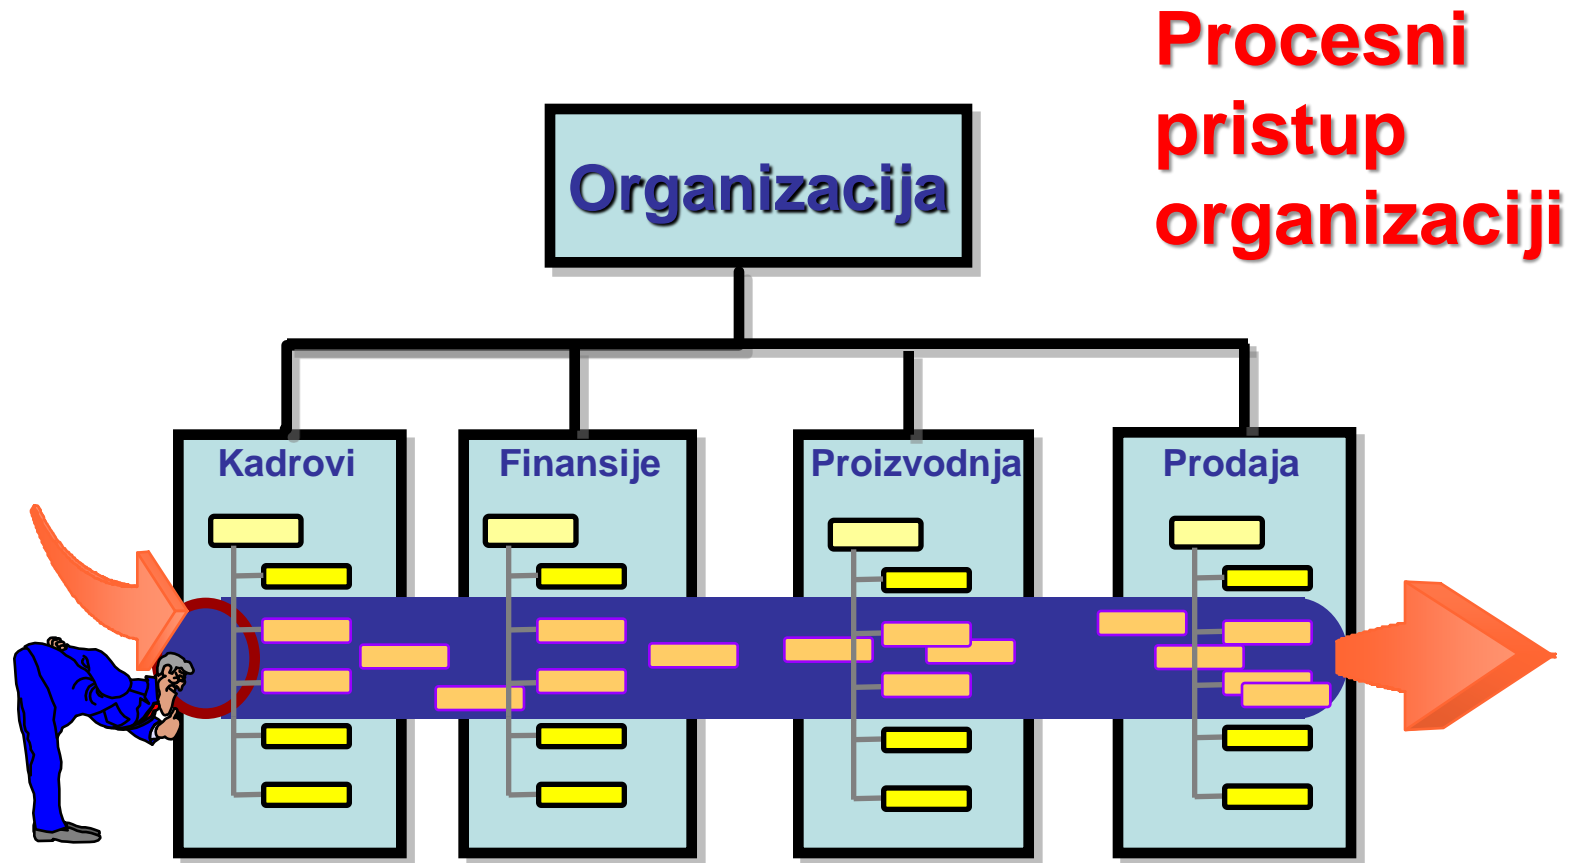 Procesni
pristup
organizaciji
Organizacija
Kadrovi
Finansije
Proizvodnja
Prodaja